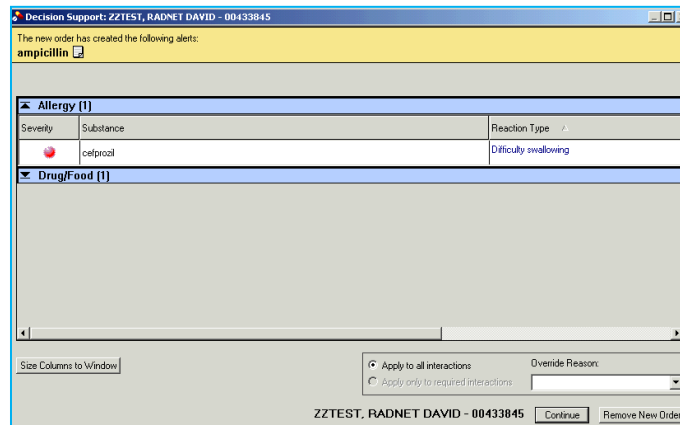 Decision Support: ZZTEST, RADNET DAVID - 00433845
The new order has created the following alerts:
ampicillin
Allergy (1)
Severity Substance Reaction Type
cefprozil Difficulty swallowing
Drug/Food (1)
Size Columns to Window
Apply to all interactions
Apply only to required interactions
Override Reason:
ZZTEST, RADNET DAVID - 00433845 Continue Remove New Order